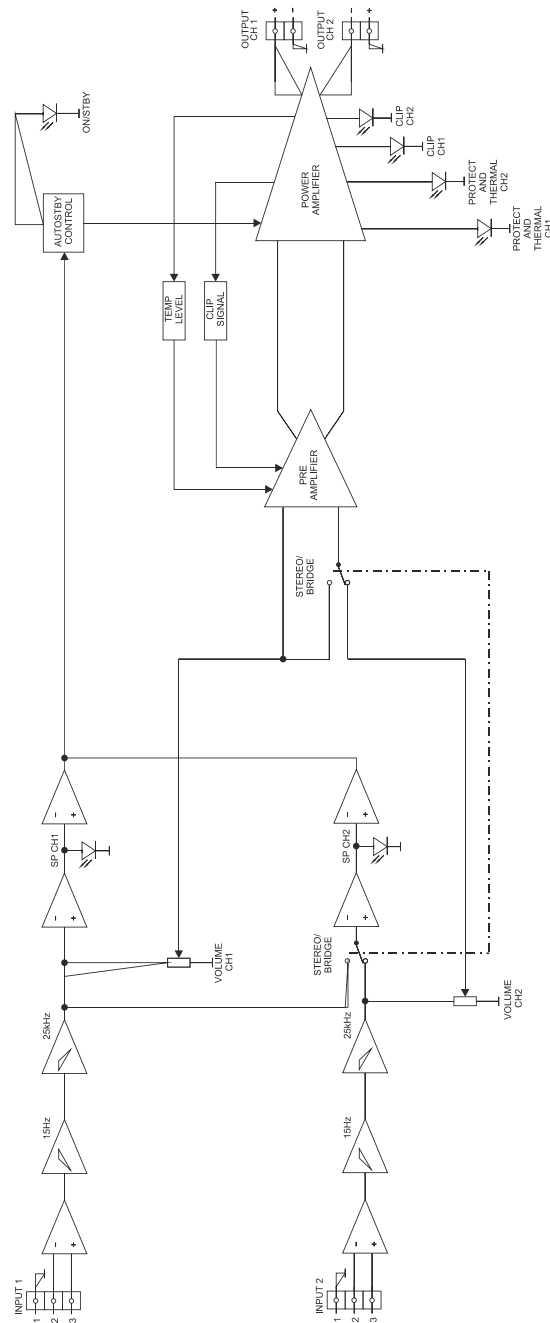 INPUT 1
1
2
3
-
+
15Hz
25kHz
VOLUME
CH1
SP CH1
-
+
-
+
AUTOSTBY
CONTROL
ON/STBY
INPUT 2
1
2
3
-
+
15Hz
25kHz
VOLUME
CH2
STEREO/
BRIDGE
-
+
SP CH2
-
+
STEREO/
BRIDGE
PRE
AMPLIFIER
TEMP
LEVEL
CLIP
SIGNAL
POWER
AMPLIFIER
OUTPUT
CH 1
+
-
OUTPUT
CH 2
-
+
CLIP
CH2
CLIP
CH1
PROTECT
AND
THERMAL
CH2
PROTECT
AND
THERMAL
CH1